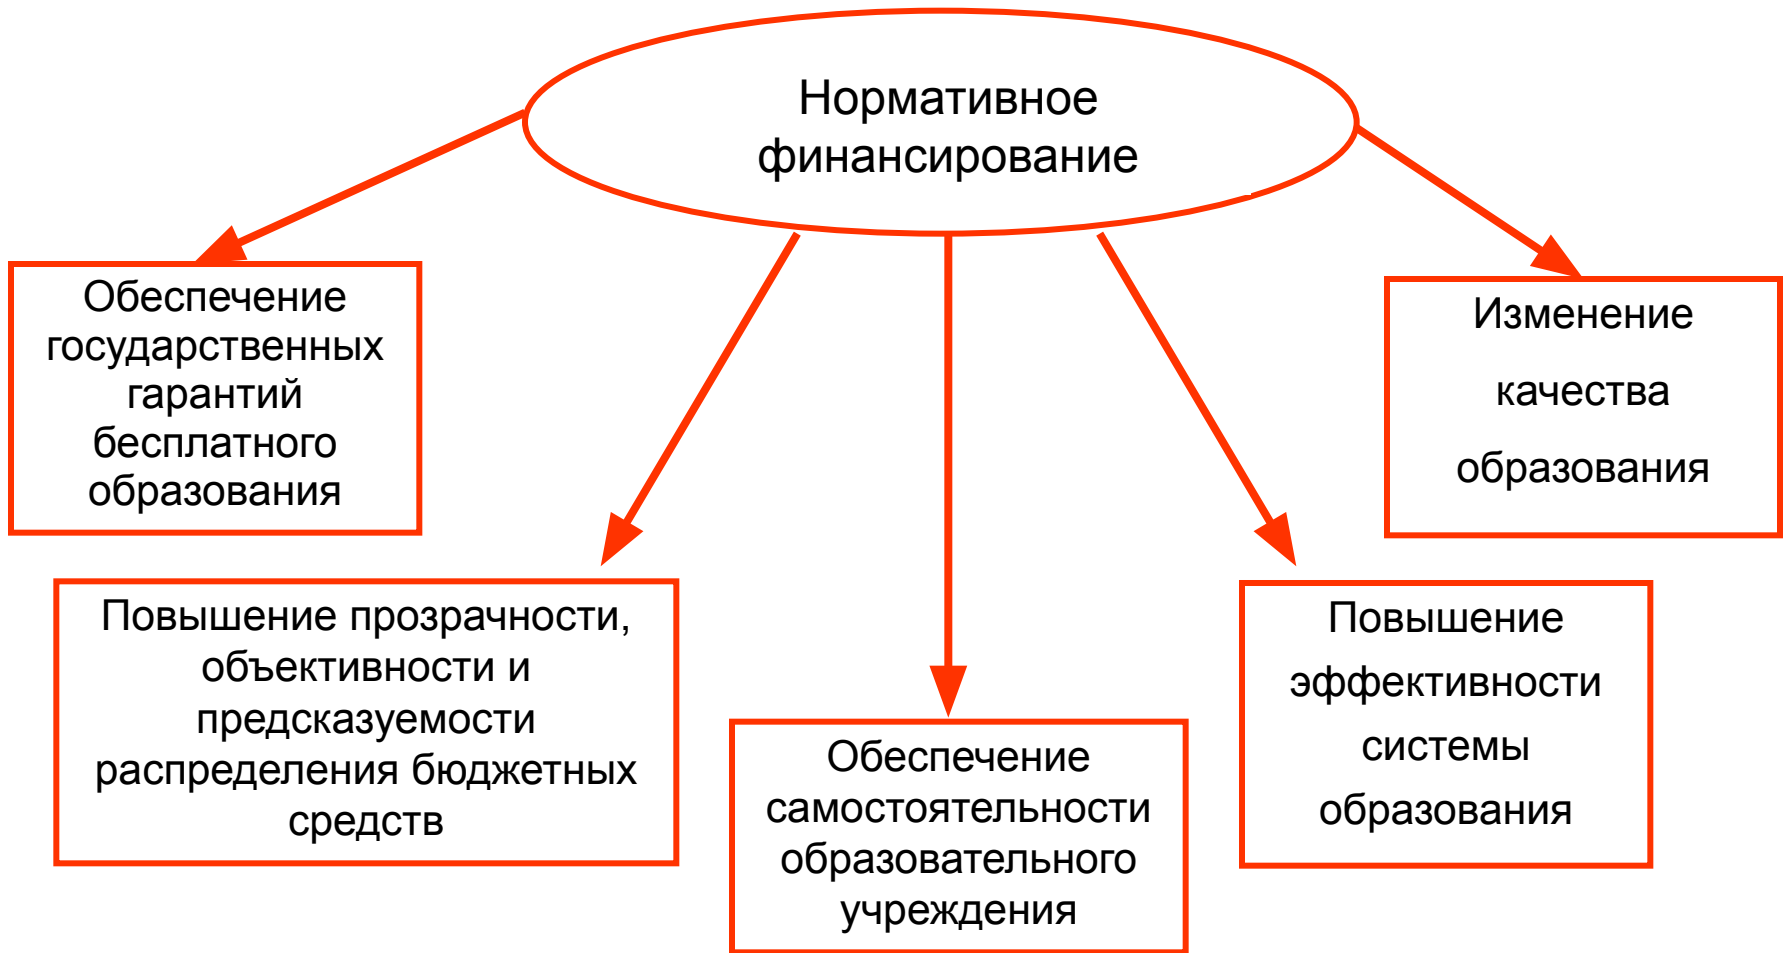 Нормативное
финансирование
Обеспечение
государственных
гарантий
бесплатного
образования
Повышение прозрачности,
объективности и
предсказуемости
распределения бюджетных
средств
Обеспечение
самостоятельности
образовательного
учреждения
Повышение
эффективности
системы
образования
Изменение
качества
образования